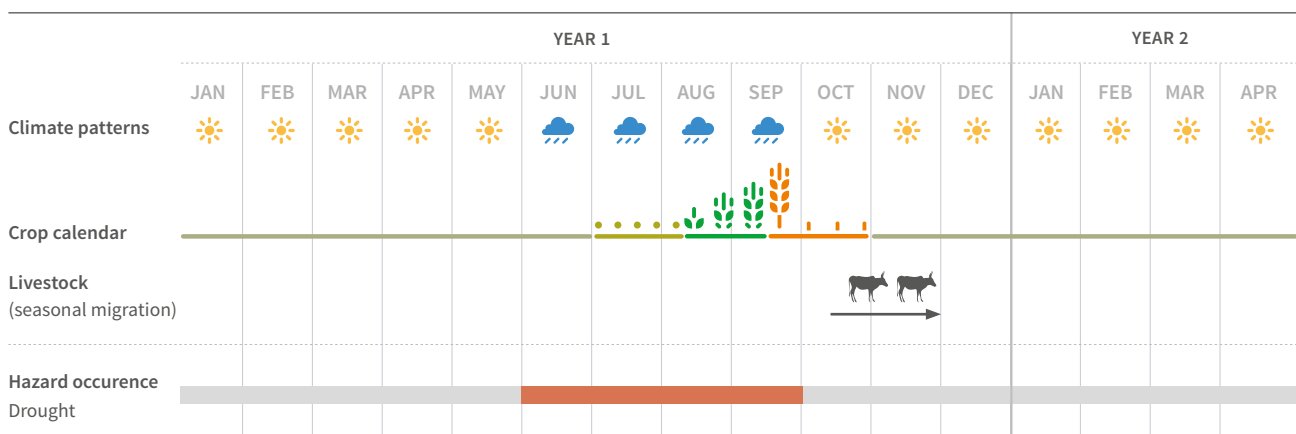 YEAR 1 YEAR 2
JAN FEB MAR APR MAY JUN JUL AUG SEP OCT NOV DEC JAN FEB MAR APR
Climate patterns
Crop calendar
Livestock
(seasonal migration)
Hazard occurence
Drought